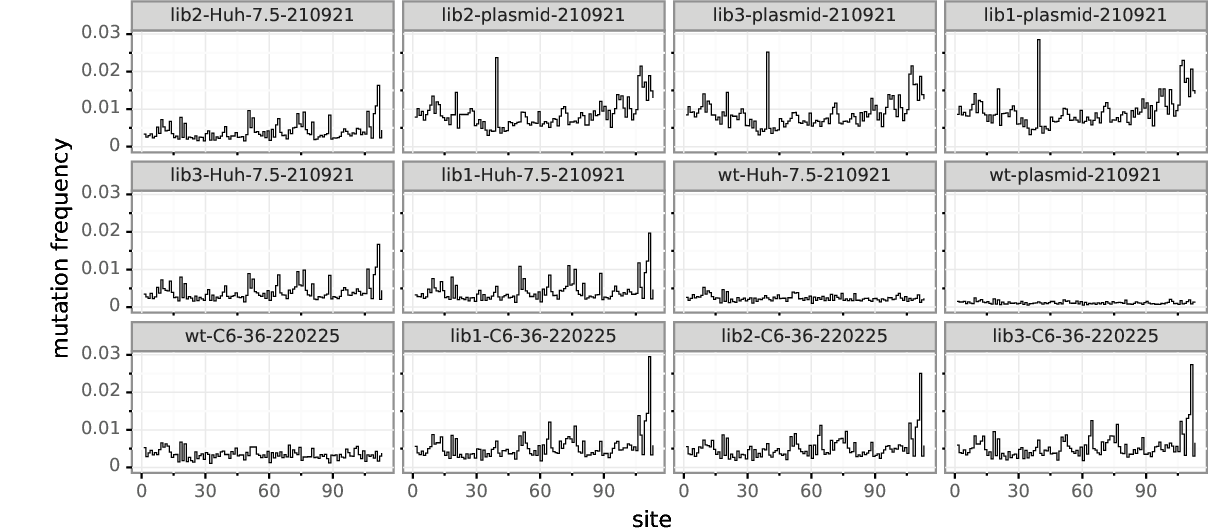 lib2-Huh-7.5-210921 lib2-plasmid-210921 lib3-plasmid-210921 lib1-plasmid-210921
0.03
0.02
0.01
0
lib3-Huh-7.5-210921 lib1-Huh-7.5-210921 wt-Huh-7.5-210921 wt-plasmid-210921
0.03
0.02
0.01
0
mutation frequency
wt-C6-36-220225 lib1-C6-36-220225 lib2-C6-36-220225 lib3-C6-36-220225
0.03
0.02
0.01
0
0 30 60 90 0 30 60 90 0 30 60 90 0 30 60 90
site